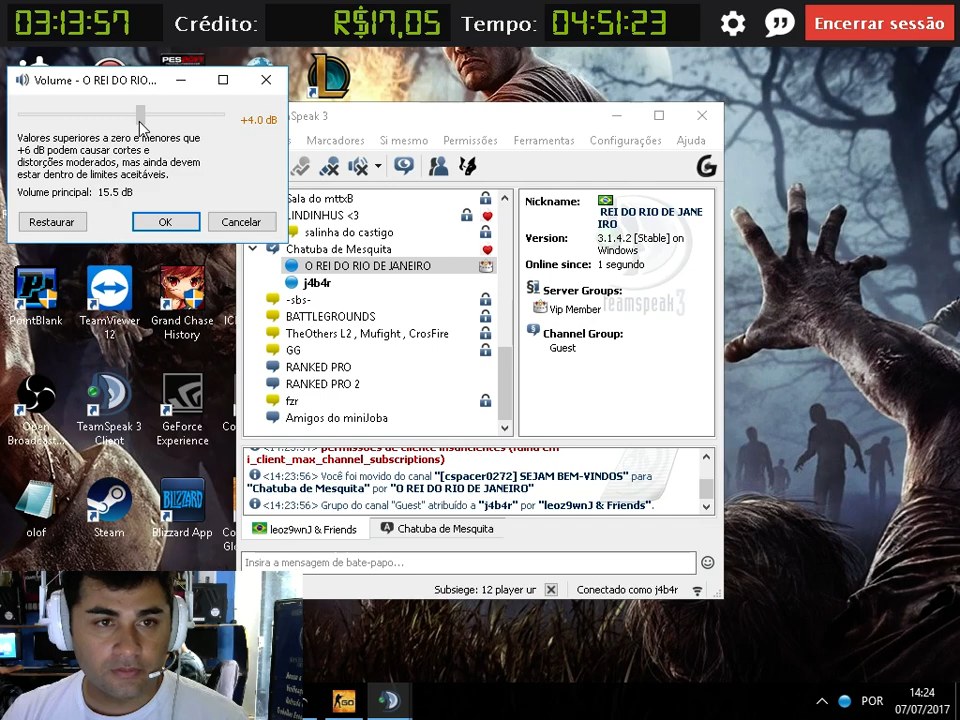 03:13:57
Crédito:
R$17,05
Tempo:
04:51:23
Encerrar sessão
Volume - O REI DO RIO...
+4.0 dB
Valores superiores a zero e menores que
+6 dB podem causar cortes e
distorções moderados, mas ainda devem
estar dentro de limites aceitáveis.
Volume principal: 15.5 dB
Restaurar
OK
Cancelar
mSpeak 3
Marcadores
Si mesmo
Permissões
Ferramentas
Configurações
Ajuda
Sala do mttxB
LINDINHUS <3
salinha do castigo
Chatuba de Mesquita
O REI DO RIO DE JANEIRO
j4b4r
-sbs-
BATTLEGROUNDS
TheOthers L2 , Mufight , CrosFire
GG
RANKED PRO
RANKED PRO 2
fzr
Amigos do miniJoba
Nickname:
REI DO RIO DE JANE
IRO
Version:
3.1.4.2 [Stable] on
Windows
Online since:
1 segundo
Server Groups:
Vip Member
teamspeak 3
Channel Group:
Guest
i_client_max_channel_subscriptions)
<14:23:56> Você foi movido do canal "[cspacer0272] SEJAM BEM-VINDOS" para
"Chatuba de Mesquita" por "O REI DO RIO DE JANEIRO"
<14:23:56> Grupo do canal "Guest" atribuído a "j4b4r" por "leoz9wnJ & Friends".
leoz9wnJ & Friends
Chatuba de Mesquita
Insira a mensagem de bate-papo...
Subsiege: 12 player ur
Conectado como j4b4r
PointBlank
TeamViewer
12
Grand Chase
History
Open
Broadcast...
TeamSpeak 3
Client
GeForce
Experience
olof
Steam
BLIZZARD
Blizzard App
GO
POR
14:24
07/07/2017